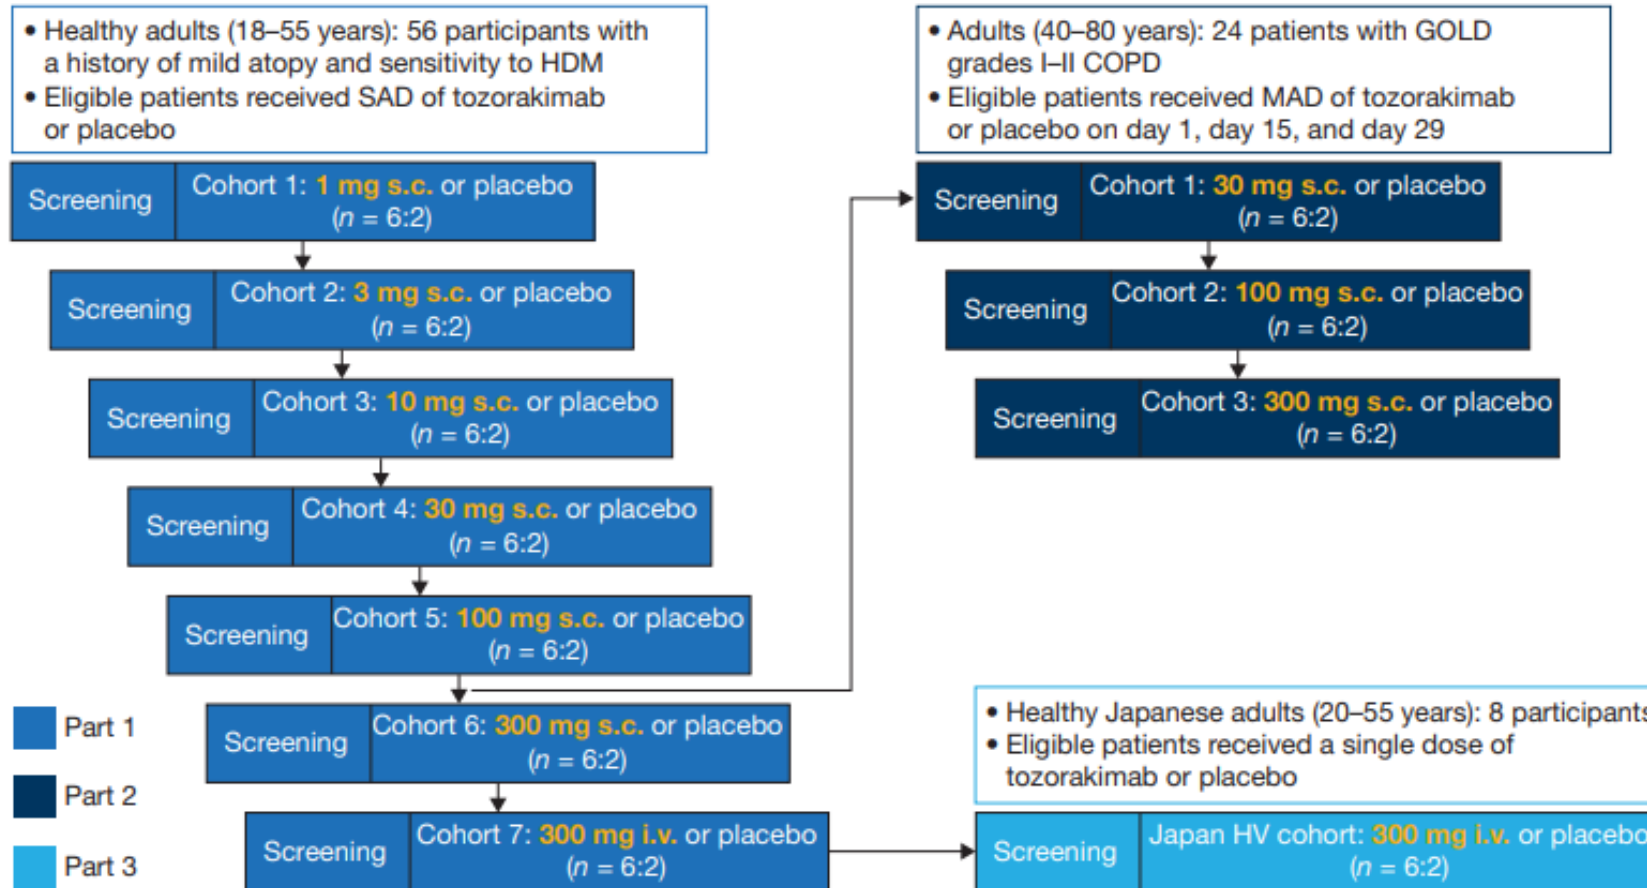 • Healthy adults (18–55 years): 56 participants with
a history of mild atopy and sensitivity to HDM
• Eligible patients received SAD of tozorakimab
or placebo
Screening
Cohort 1: 1 mg s.c. or placebo
(n = 6:2)
Screening
Cohort 2: 3 mg s.c. or placebo
(n = 6:2)
Screening
Cohort 3: 10 mg s.c. or placebo
(n = 6:2)
Screening
Cohort 4: 30 mg s.c. or placebo
(n = 6:2)
Screening
Cohort 5: 100 mg s.c. or placebo
(n = 6:2)
Screening
Cohort 6: 300 mg s.c. or placebo
(n = 6:2)
Screening
Cohort 7: 300 mg i.v. or placebo
(n = 6:2)
• Adults (40–80 years): 24 patients with GOLD
grades I–II COPD
• Eligible patients received MAD of tozorakimab
or placebo on day 1, day 15, and day 29
Screening
Cohort 1: 30 mg s.c. or placebo
(n = 6:2)
Screening
Cohort 2: 100 mg s.c. or placebo
(n = 6:2)
Screening
Cohort 3: 300 mg s.c. or placebo
(n = 6:2)
• Healthy Japanese adults (20–55 years): 8 participants
• Eligible patients received a single dose of
tozorakimab or placebo
Screening
Japan HV cohort: 300 mg i.v. or placebo
(n = 6:2)
Part 1
Part 2
Part 3